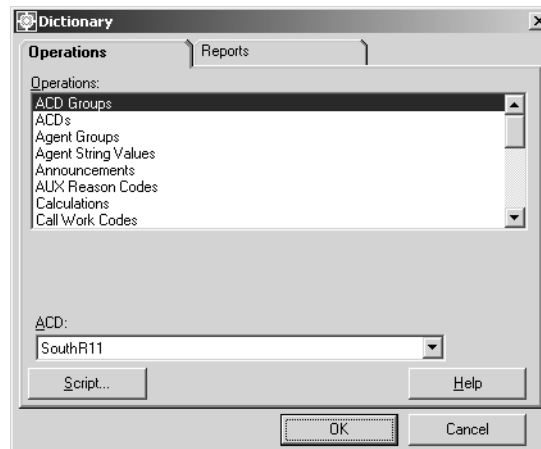 Dictionary
Operations
Reports
Operations:
ACD Groups
ACDs
Agent Groups
Agent String Values
Announcements
AUX Reason Codes
Calculations
Call Work Codes
ACD:
SouthR11
Script...
Help
OK
Cancel